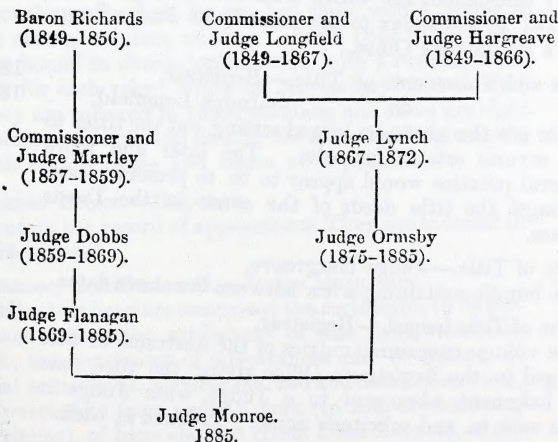 Baron Richards
(1849–1856).
Commissioner and
Judge Longfield
(1849–1867).
Commissioner and
Judge Hargreave
(1849–1866).
Commissioner and
Judge Martley
(1857–1859).
Judge Lynch
(1867–1872).
Judge Dobbs
(1859–1869).
Judge Ormsby
(1875–1885).
Judge Flanagan
(1869–1885).
Judge Monroe.
1885.